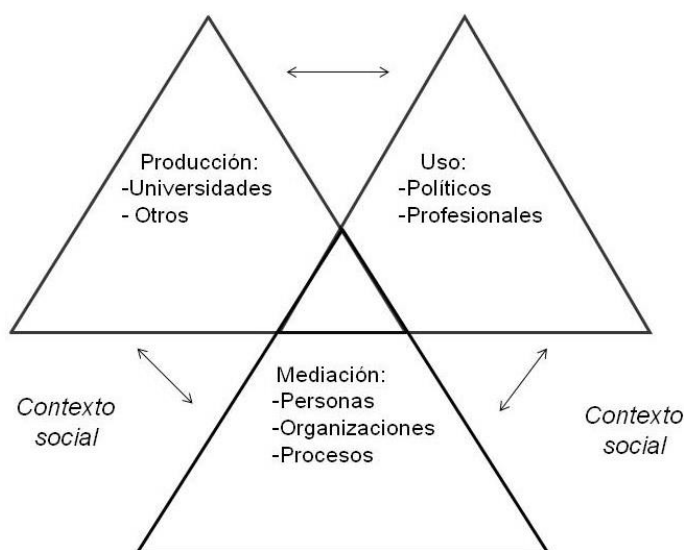 Producción:
-Universidades
- Otros
Uso:
-Políticos
-Profesionales
Mediación:
-Personas
-Organizaciones
-Procesos
Contexto
social
Contexto
social